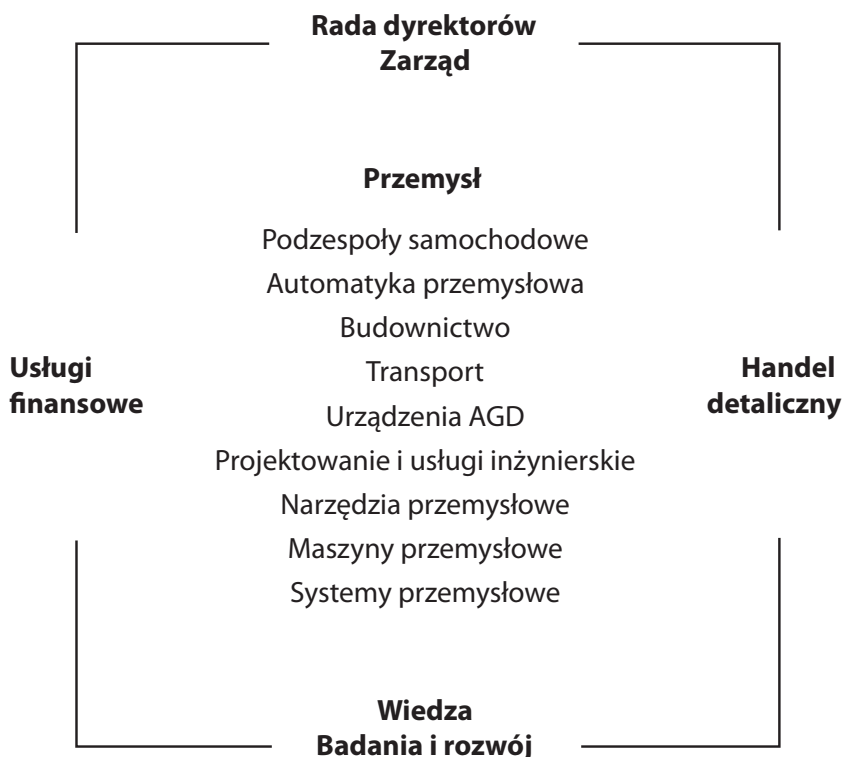 Rada dyrektorów
Zarząd
Przemysł
Podzespoły samochodowe
Automatyka przemysłowa
Budownictwo
Transport
Urządzenia AGD
Projektowanie i usługi inżynierskie
Narzędzia przemysłowe
Maszyny przemysłowe
Systemy przemysłowe
Usługi
finansowe
Handel
detaliczny
Wiedza
Badania i rozwój